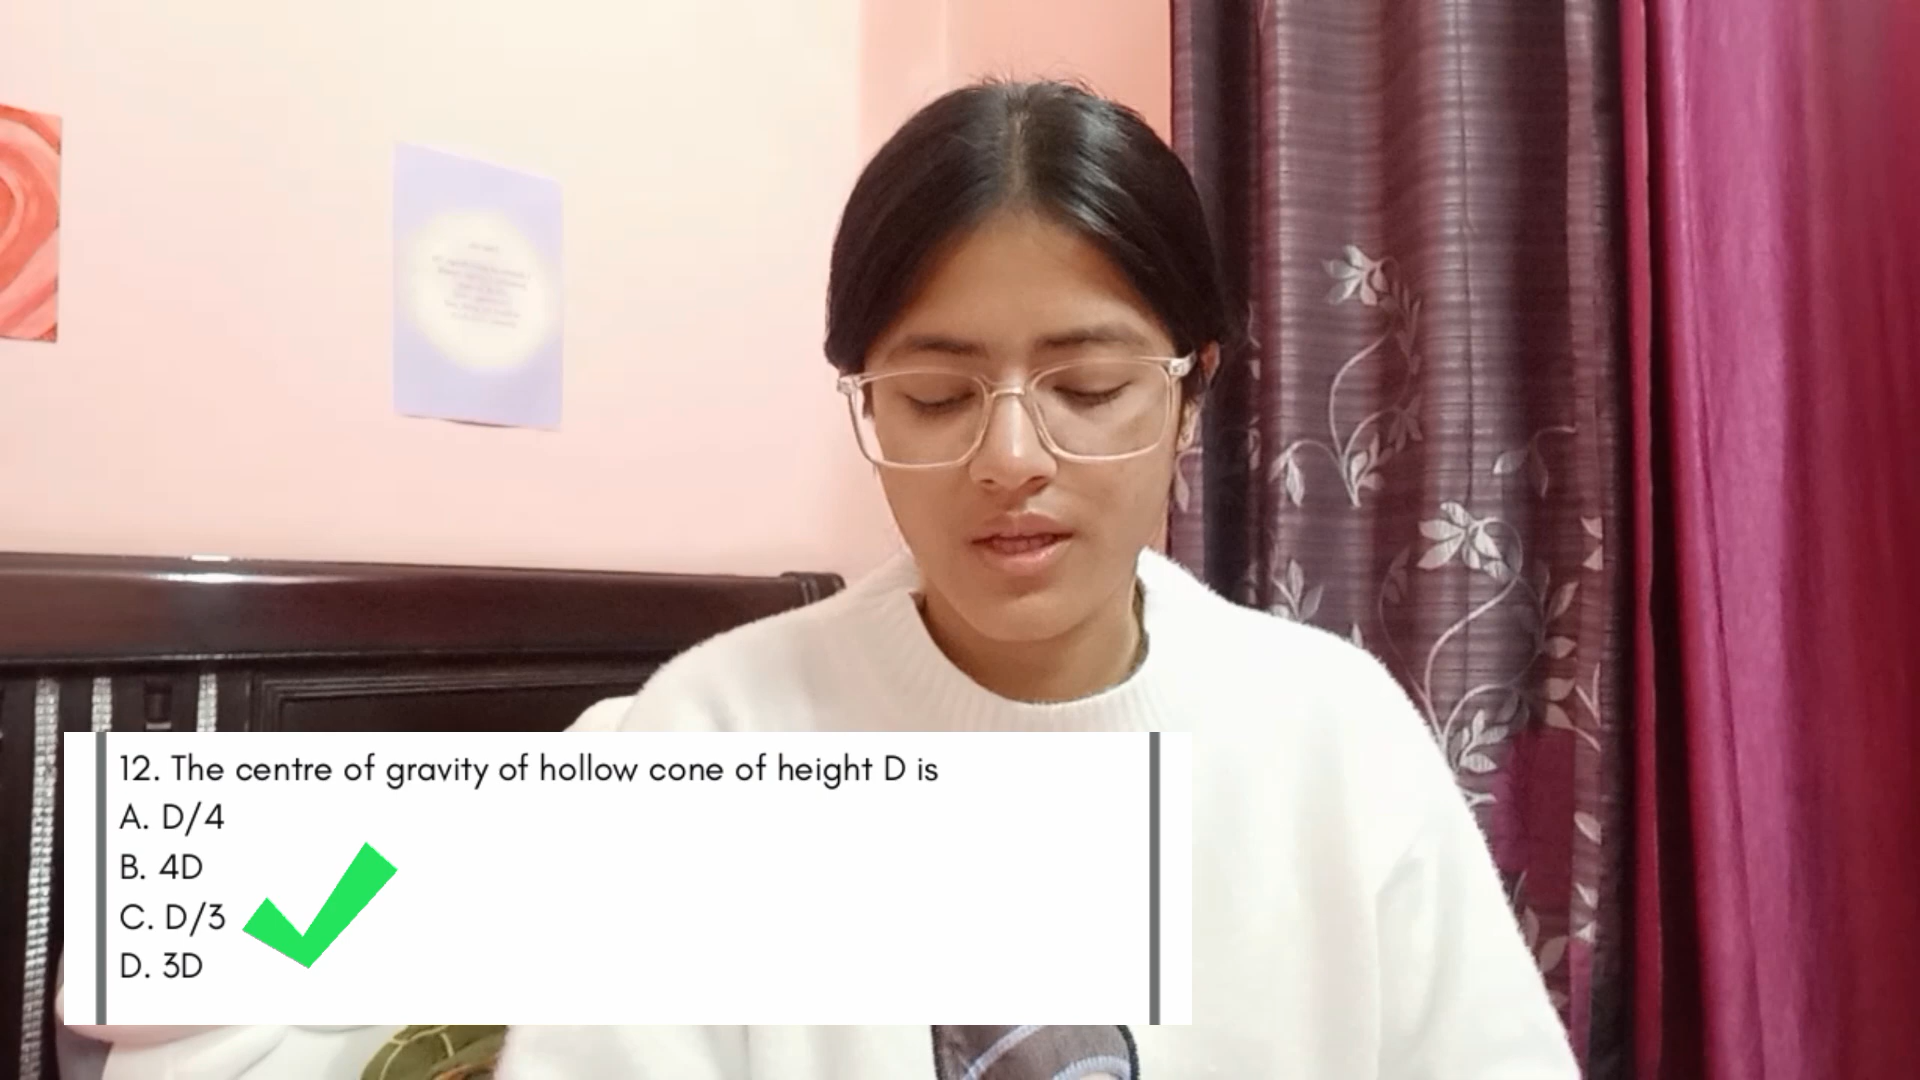 12. The centre of gravity of hollow cone of height D is
A. D/4
B. 4D
C. D/3
D. 3D